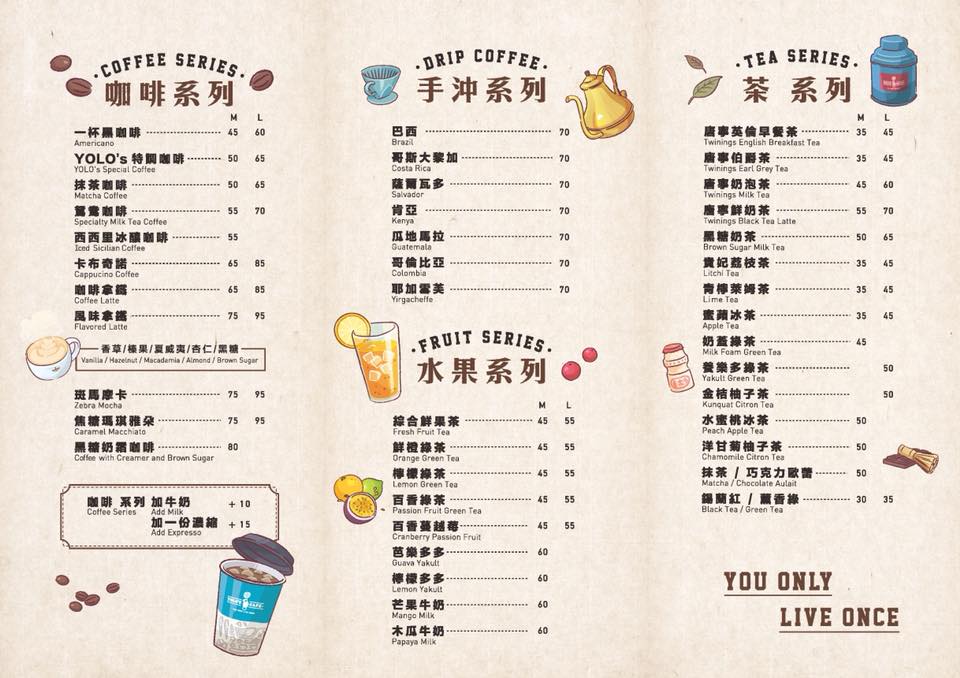 COFFEE SERIES
咖啡系列
M L
一杯黑咖啡 45 60
Americano
YOLO's 特調咖啡 50 65
YOLO's Special Coffee
抹茶咖啡 50 65
Matcha Coffee
鴛鴦咖啡 55 70
Specialty Milk Tea Coffee
西西里冰釀咖啡 55
Iced Sicilian Coffee
卡布奇諾 65 85
Cappucino Coffee
咖啡拿鐵 65 85
Coffee Latte
風味拿鐵 75 95
Flavored Latte
香草/榛果/夏威夷/杏仁/黑糖
Vanilla / Hazelnut / Macadamia / Almond / Brown Sugar
斑馬摩卡 75 95
Zebra Mocha
焦糖瑪琪雅朵 75 95
Caramel Macchiato
黑糖奶霜咖啡 80
Coffee with Creamer and Brown Sugar
咖啡 系列 加牛奶 + 10
Coffee Series Add Milk
加一份濃縮 + 15
Add Expresso
DRIP COFFEE
手沖系列
巴西 70
Brazil
哥斯大黎加 70
Costa Rica
薩爾瓦多 70
Salvador
肯亞 70
Kenya
瓜地馬拉 70
Guatemala
哥倫比亞 70
Colombia
耶加雪芙 70
Yirgacheffe
FRUIT SERIES
水果系列
M L
綜合鮮果茶 45 55
Fresh Fruit Tea
鮮橙綠茶 45 55
Orange Green Tea
檸檬綠茶 45 55
Lemon Green Tea
百香綠茶 45 55
Passion Fruit Green Tea
百香蔓越莓 45 55
Cranberry Passion Fruit
芭樂多多 60
Guava Yakult
檸檬多多 60
Lemon Yakult
芒果牛奶 60
Mango Milk
木瓜牛奶 60
Papaya Milk
TEA SERIES
茶 系列
M L
唐寧英倫早餐茶 35 45
Twinings English Breakfast Tea
唐寧伯爵茶 35 45
Twinings Earl Grey Tea
唐寧奶泡茶 45 60
Twinings Milk Tea
唐寧鮮奶茶 55 70
Twinings Black Tea Latte
黑糖奶茶 50 65
Brown Sugar Milk Tea
貴妃荔枝茶 35 45
Litchi Tea
青檸萊姆茶 35 45
Lime Tea
蜜蘋冰茶 35 45
Apple Tea
奶蓋綠茶 45
Milk Foam Green Tea
養樂多綠茶 50
Yakult Green Tea
金桔柚子茶 50
Kunquat Citron Tea
水蜜桃冰茶 50
Peach Apple Tea
洋甘菊柚子茶 50
Chamomile Citron Tea
抹茶 / 巧克力歐蕾 50
Matcha / Chocolate Aulait
錫蘭紅 / 薰香綠 30 35
Black Tea / Green Tea
YOU ONLY
LIVE ONCE